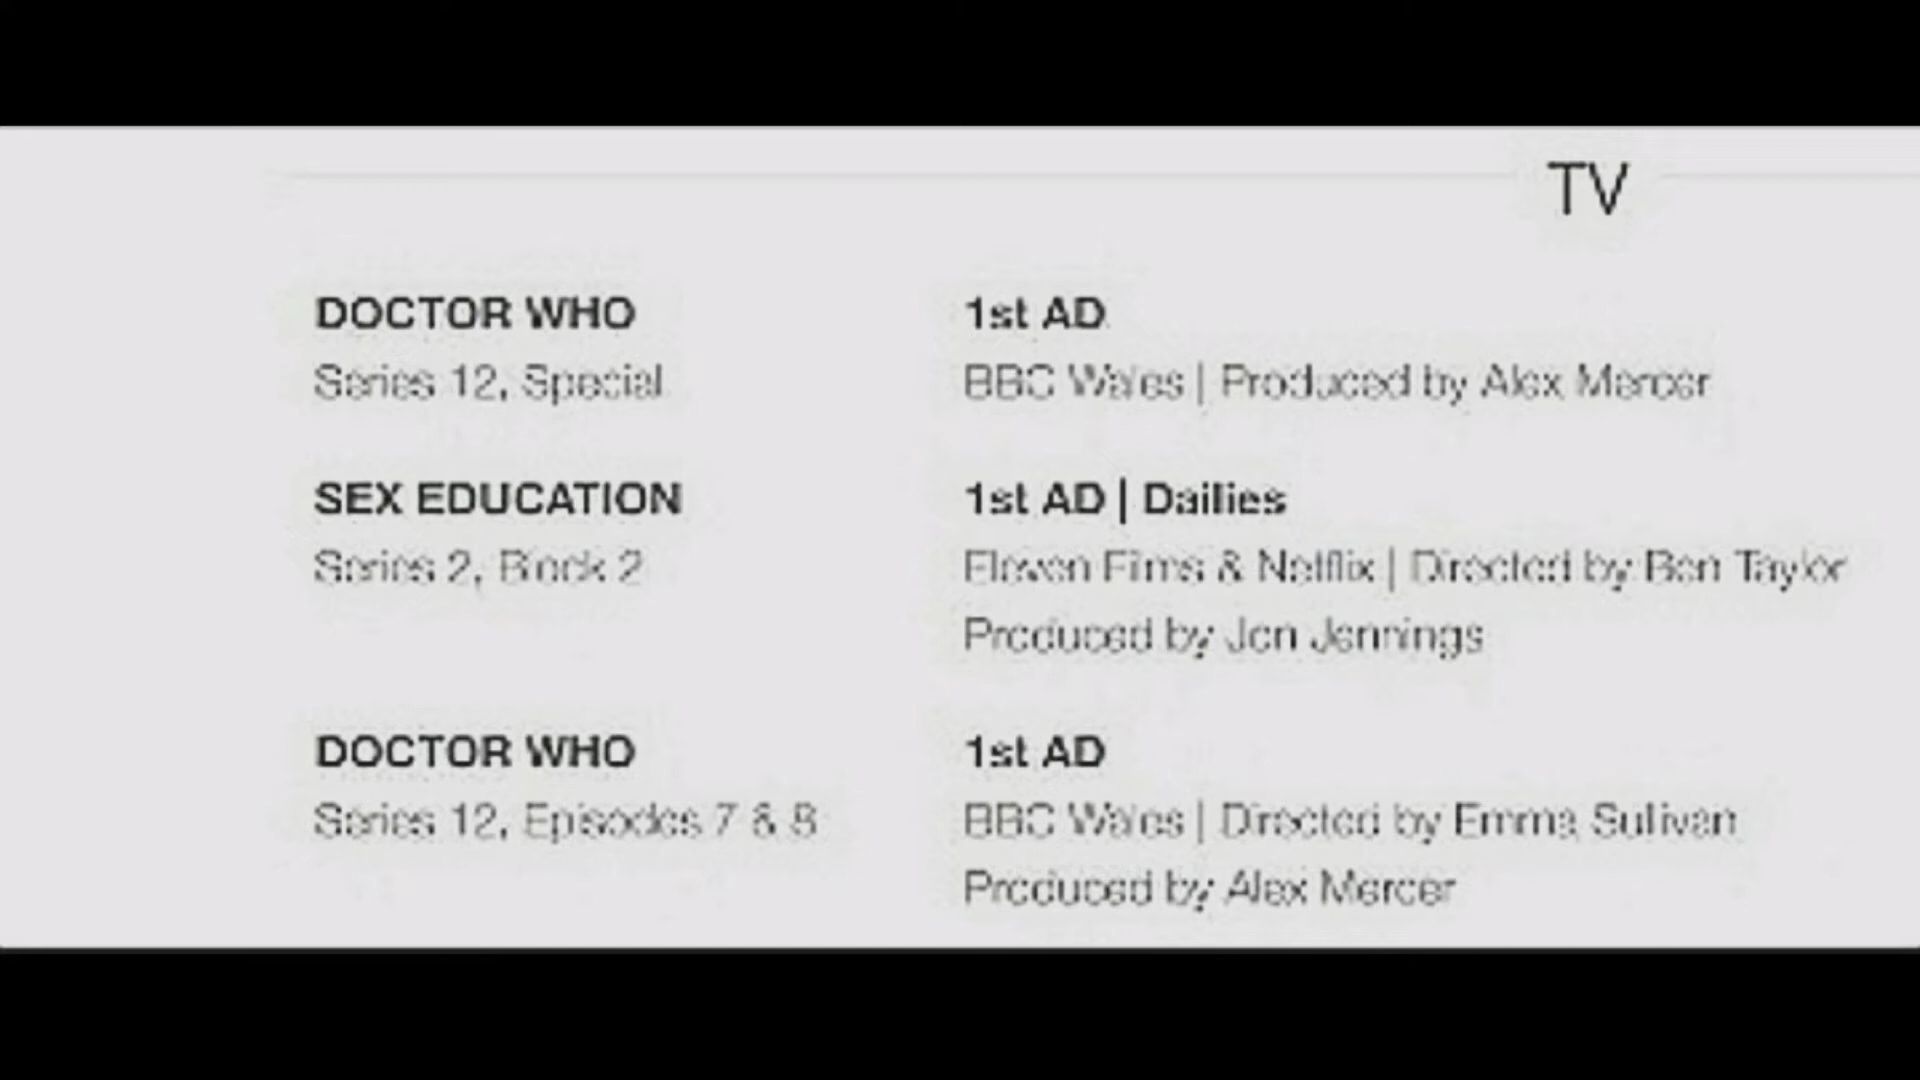 TV
DOCTOR WHO
Series 12, Special
1st AD
BBC Wales | Produced by Alex Mercer
SEX EDUCATION
Series 2, Block 2
1st AD | Dailies
Eleven Films & Netflix | Directed by Ben Taylor
Produced by Jon Jennings
DOCTOR WHO
Series 12, Episodes 7 & 8
1st AD
BBC Wales | Directed by Emma Sullivan
Produced by Alex Mercer